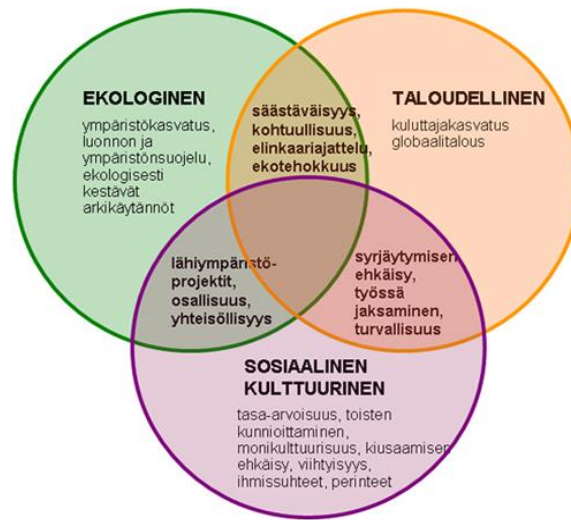 EKOLOGINEN
ympäristökasvatus,
luonnon ja
ympäristönsuojelu,
ekologisesti
kestävät
arkikäytännöt
säästäväisyys,
kohtuullisuus,
elinkaariajattelu,
ekotehokkuus
TALOUDELLINEN
kuluttajakasvatus
globaalitalous
lähiympäristö-
projektit,
osallisuus,
yhteisöllisyys
syrjäytymisen
ehkäisy,
työssä
jaksaminen,
turvallisuus
SOSIAALINEN
KULTTUURINEN
tasa-arvoisuus, toisten
kunnioittaminen,
monikulttuurisuus, kiusaamisen
ehkäisy, viihtyisyys,
ihmissuhteet, perinteet